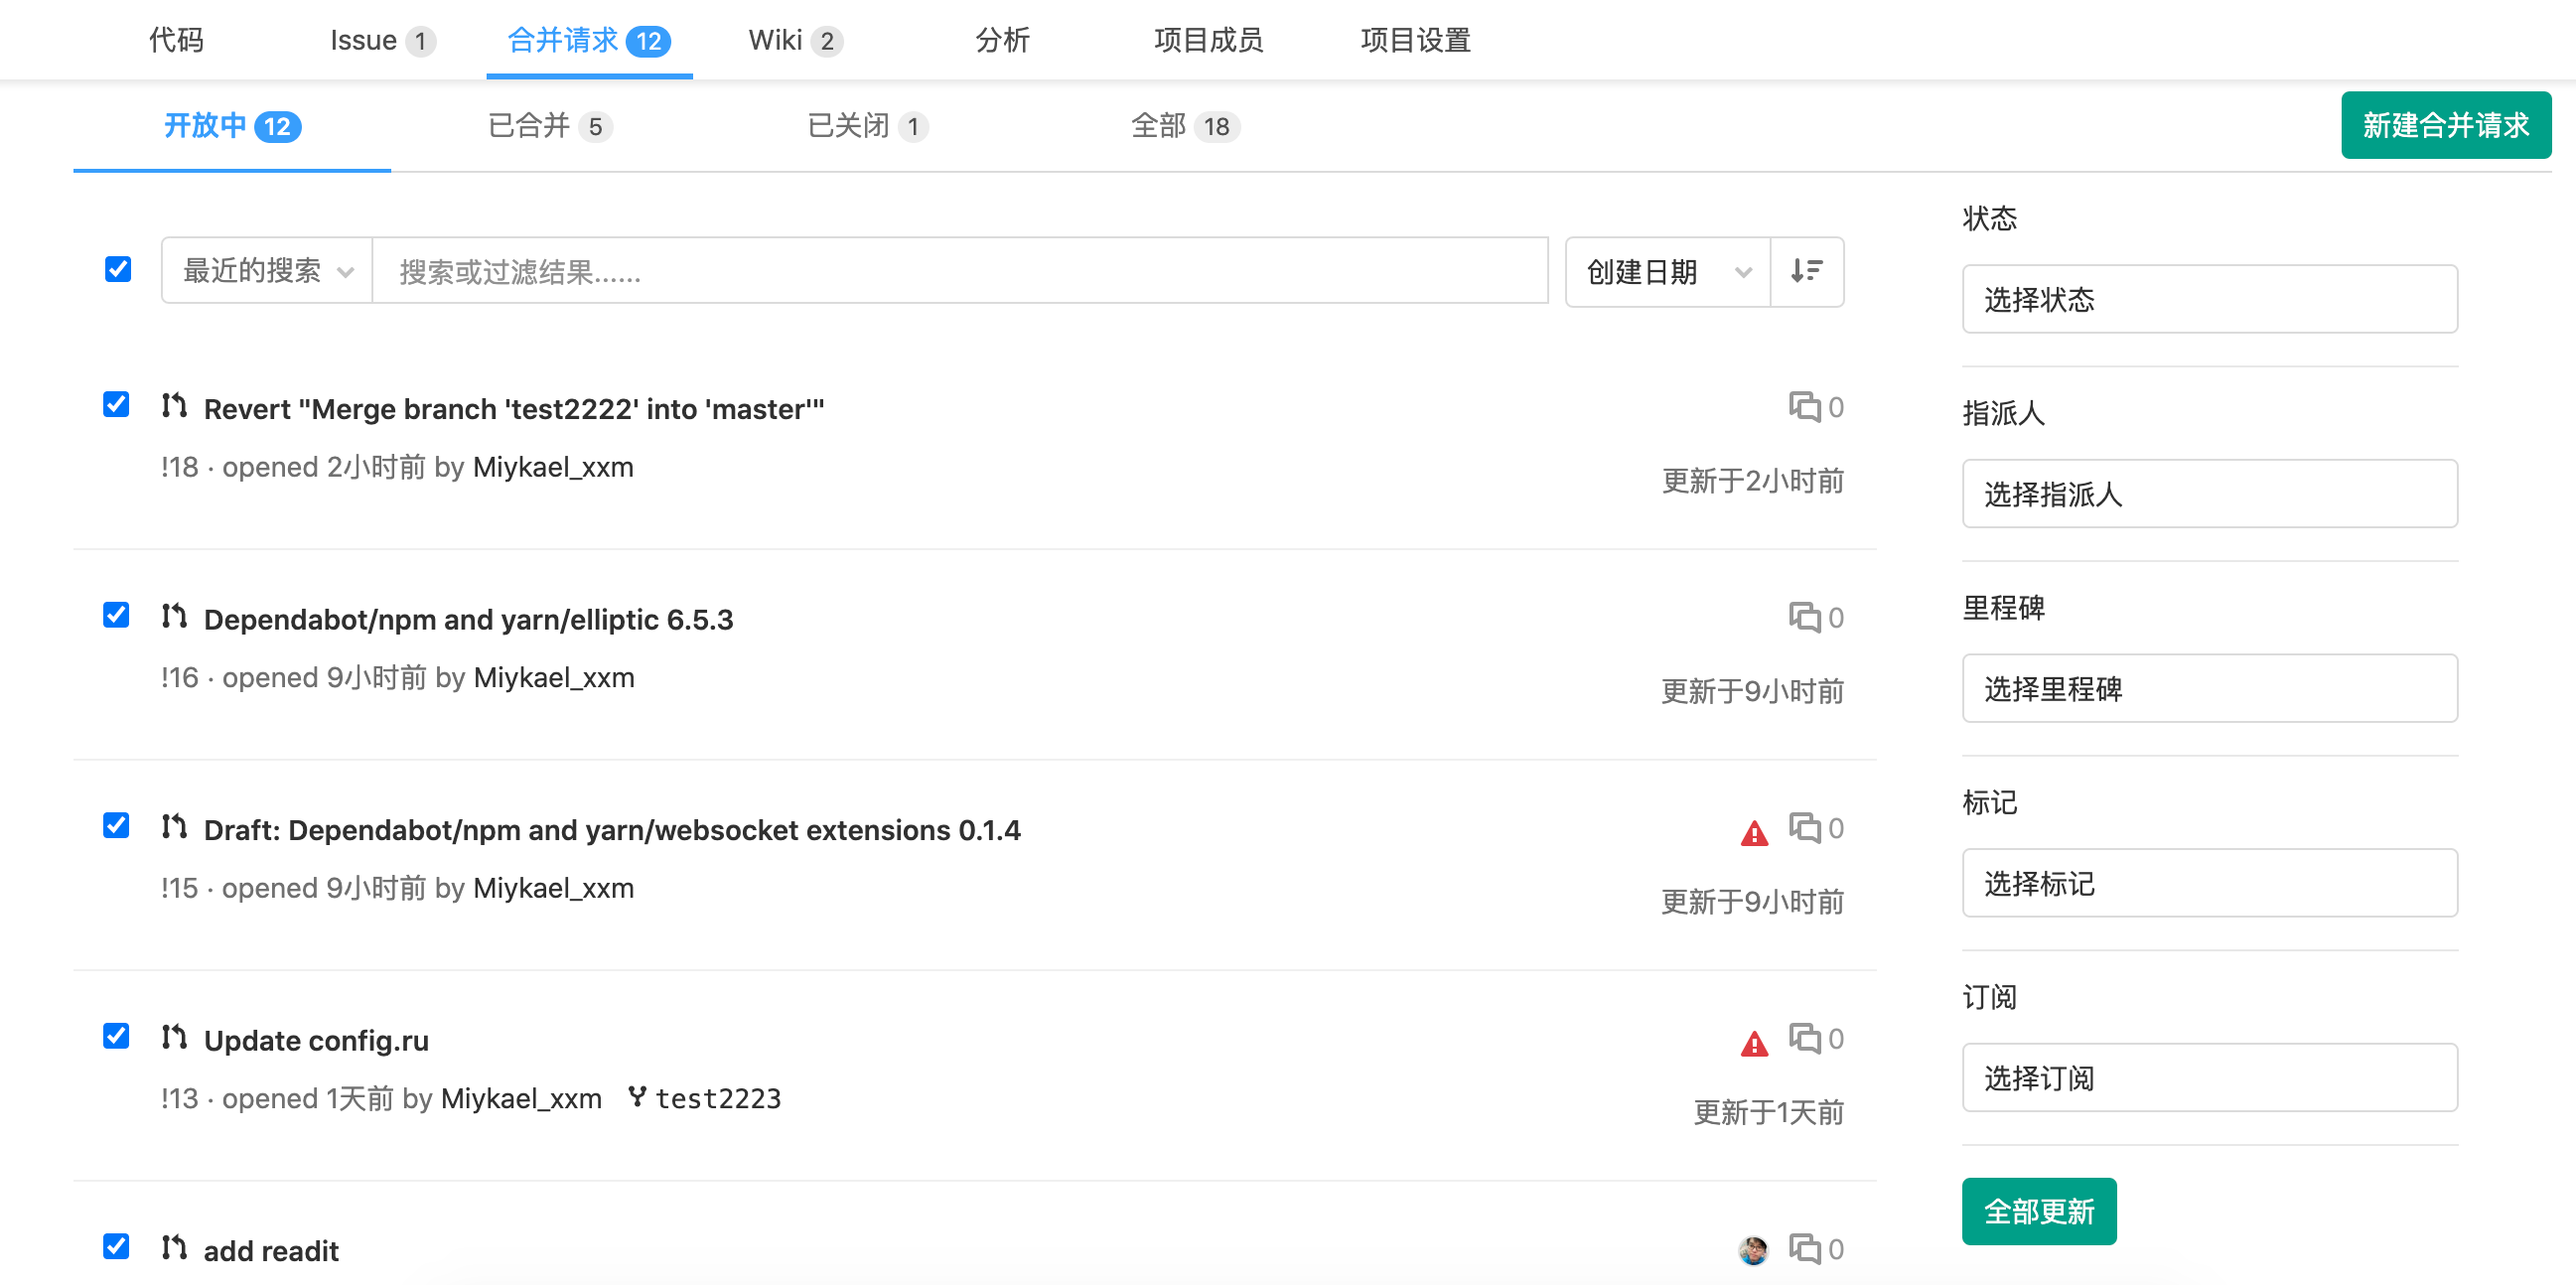 代码 Issue 1 合并请求 12 Wiki 2 分析 项目成员 项目设置
开放中 12 已合并 5 已关闭 1 全部 18 新建合并请求
最近的搜索 搜索或过滤结果...... 创建日期
Revert "Merge branch 'test2222' into 'master'" 0
!18 · opened 2小时前 by Miykael_xxm
更新于2小时前
Dependabot/npm and yarn/elliptic 6.5.3 0
!16 · opened 9小时前 by Miykael_xxm
更新于9小时前
Draft: Dependabot/npm and yarn/websocket extensions 0.1.4 0
!15 · opened 9小时前 by Miykael_xxm
更新于9小时前
Update config.ru 0
!13 · opened 1天前 by Miykael_xxm test2223
更新于1天前
add readit 0
状态
选择状态
指派人
选择指派人
里程碑
选择里程碑
标记
选择标记
订阅
选择订阅
全部更新